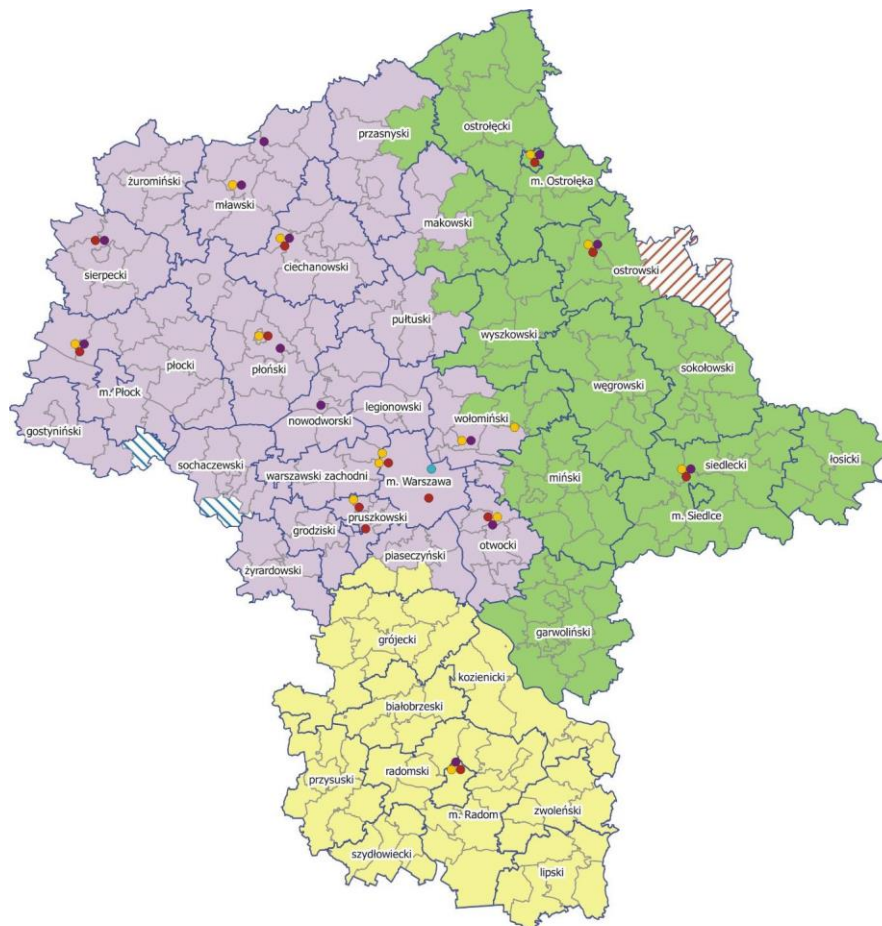 ostrołęcki
przasnyski
żuromiński
m. Ostrołęka
mławski
makowski
ciechanowski
ostrowski
sierpecki
pułtuski
wyszkowski
sokołowski
płocki
płoński
węgrowski
m. Płock
legionowski
wołomiński
nowodworski
gostyniński
łosicki
sochaczewski
siedlecki
warszawski zachodni
m. Warszawa
miński
pruszkowski
m. Siedlce
grodziski
otwocki
piaseczyński
żyrardowski
garwoliński
grójecki
kozienicki
białobrzeski
radomski
przysuski
zwoleński
m. Radom
szydłowiecki
lipski